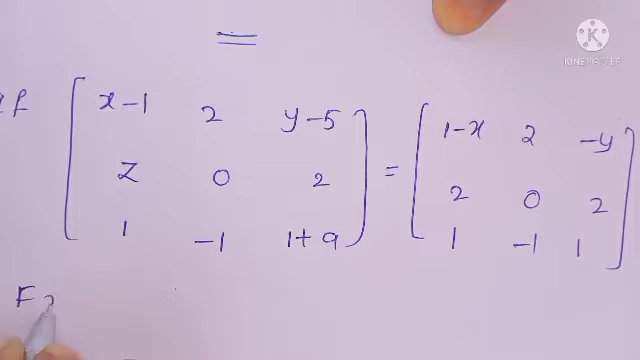 K
KINEMASTER
If [x-1 2 y-5] = [1-x 2 -y]
[z 0 2] [2 0 2]
[1 -1 1+a] [1 -1 1]
F